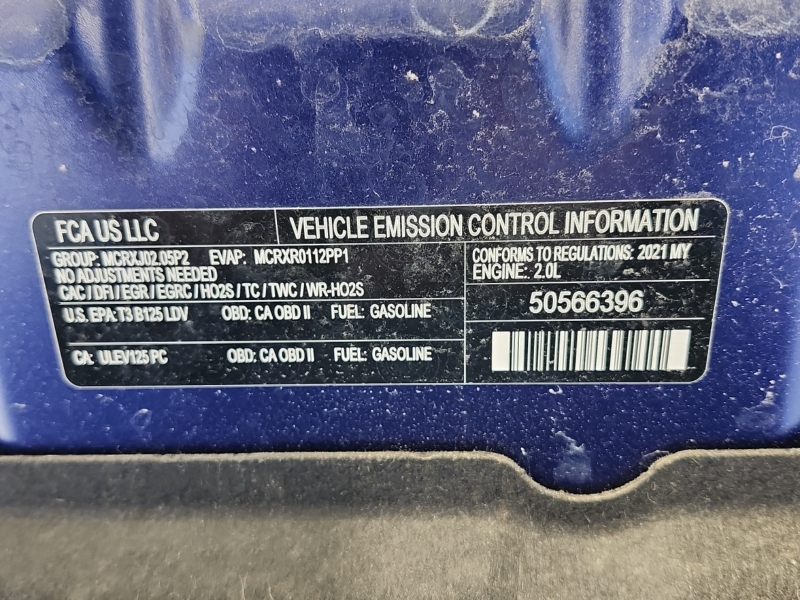 FCA US LLC VEHICLE EMISSION CONTROL INFORMATION
GROUP: MCRXJ02.05P2 EVAP: MCRXR0112PP1
NO ADJUSTMENTS NEEDED
CAC / DFI / EGR / EGRC / HO2S / TC / TWC / WR-HO2S
U.S. EPA: T3 B125 LDV OBD: CA OBD II FUEL: GASOLINE
CA: ULEV125 PC OBD: CA OBD II FUEL: GASOLINE
CONFORMS TO REGULATIONS: 2021 MY
ENGINE: 2.0L
50566396